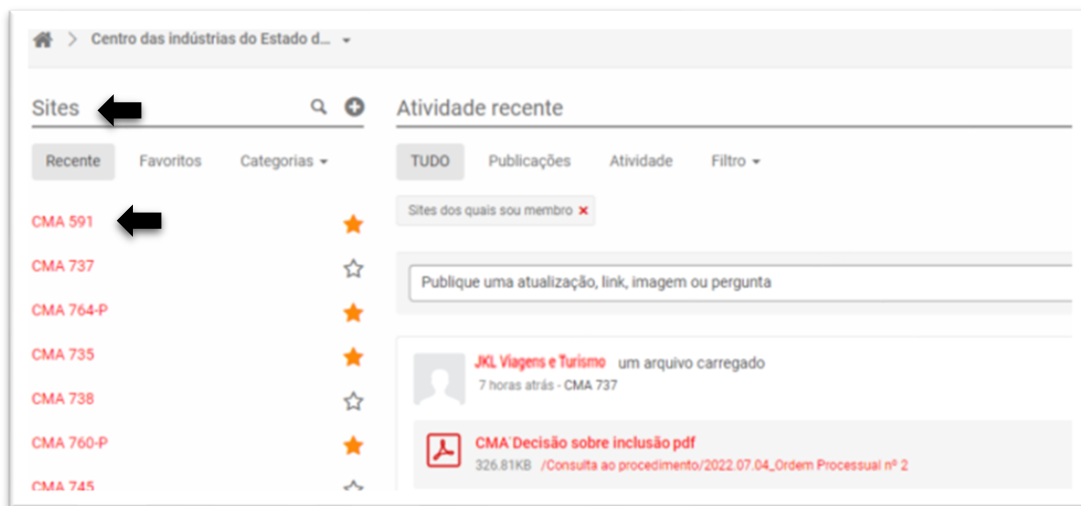 Centro das indústrias do Estado d...
Sites
Recente Favoritos Categorias
CMA 591
CMA 737
CMA 764-P
CMA 735
CMA 738
CMA 760-P
CMA 745
Atividade recente
TUDO Publicações Atividade Filtro
Sites dos quais sou membro
Publique uma atualização, link, imagem ou pergunta
JKL Viagens e Turismo um arquivo carregado
7 horas atrás - CMA 737
CMA Decisão sobre inclusão pdf
326.81KB /Consulta ao procedimento/2022.07.04_Ordem Processual nº 2